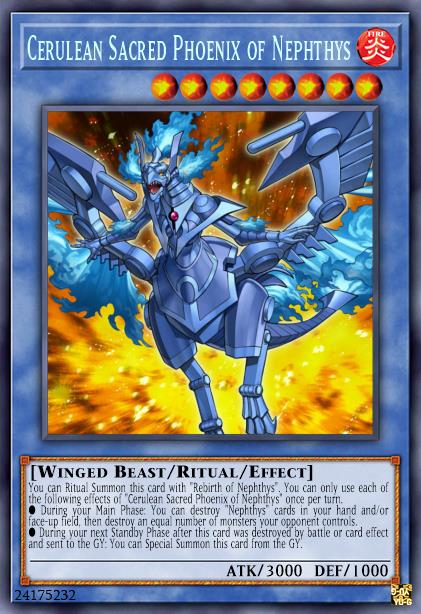 Cerulean Sacred Phoenix of Nephthys
FIRE
炎
[Winged Beast/Ritual/Effect]
You can Ritual Summon this card with "Rebirth of Nephthys". You can only use each of
the following effects of "Cerulean Sacred Phoenix of Nephthys" once per turn.
● During your Main Phase: You can destroy "Nephthys" cards in your hand and/or
face-up field, then destroy an equal number of monsters your opponent controls.
● During your next Standby Phase after this card was destroyed by battle or card effect
and sent to the GY: You can Special Summon this card from the GY.
ATK/3000 DEF/1000
24175232